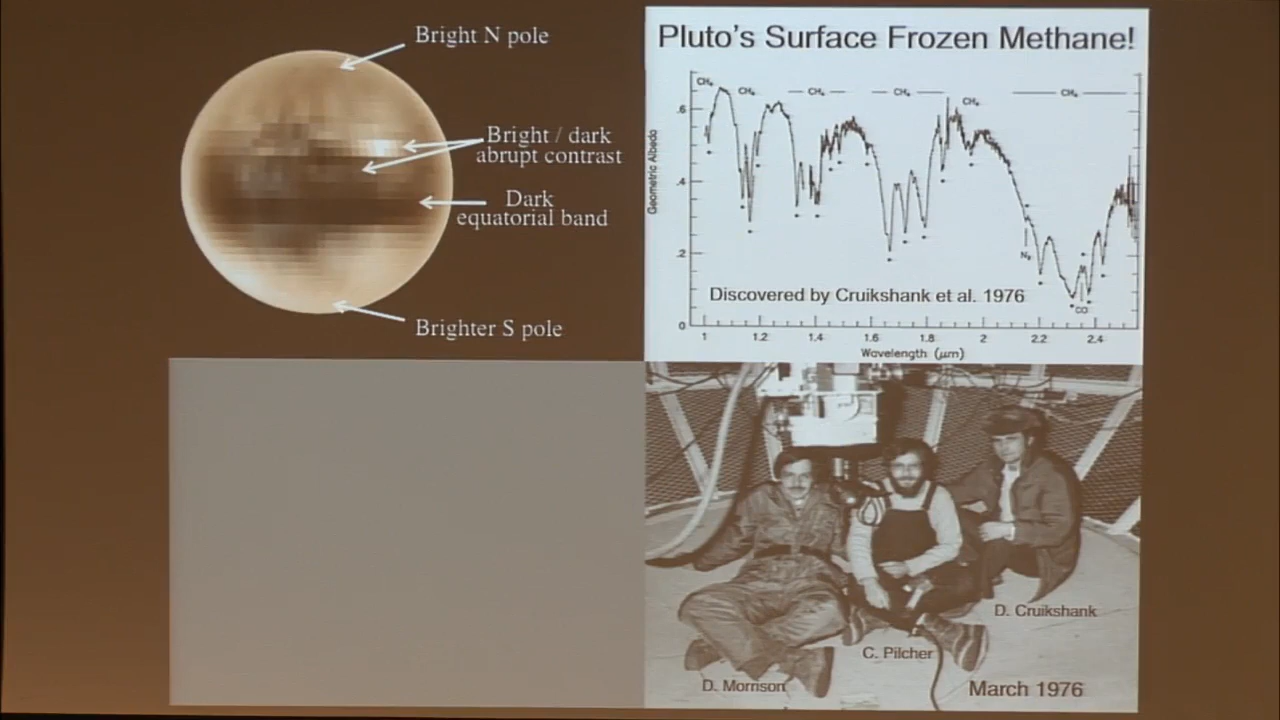 Bright N pole
Bright / dark
abrupt contrast
Dark
equatorial band
Brighter S pole
Pluto's Surface Frozen Methane!
CH₄
CH₄
CH₄
CH₄
CH₄
CH₄
.6
.4
.2
0
Geometric Albedo
N₂
CO
Discovered by Cruikshank et al. 1976
1 1.2 1.4 1.6 1.8 2 2.2 2.4
Wavelength (μm)
D. Cruikshank
C. Pilcher
D. Morrison
March 1976